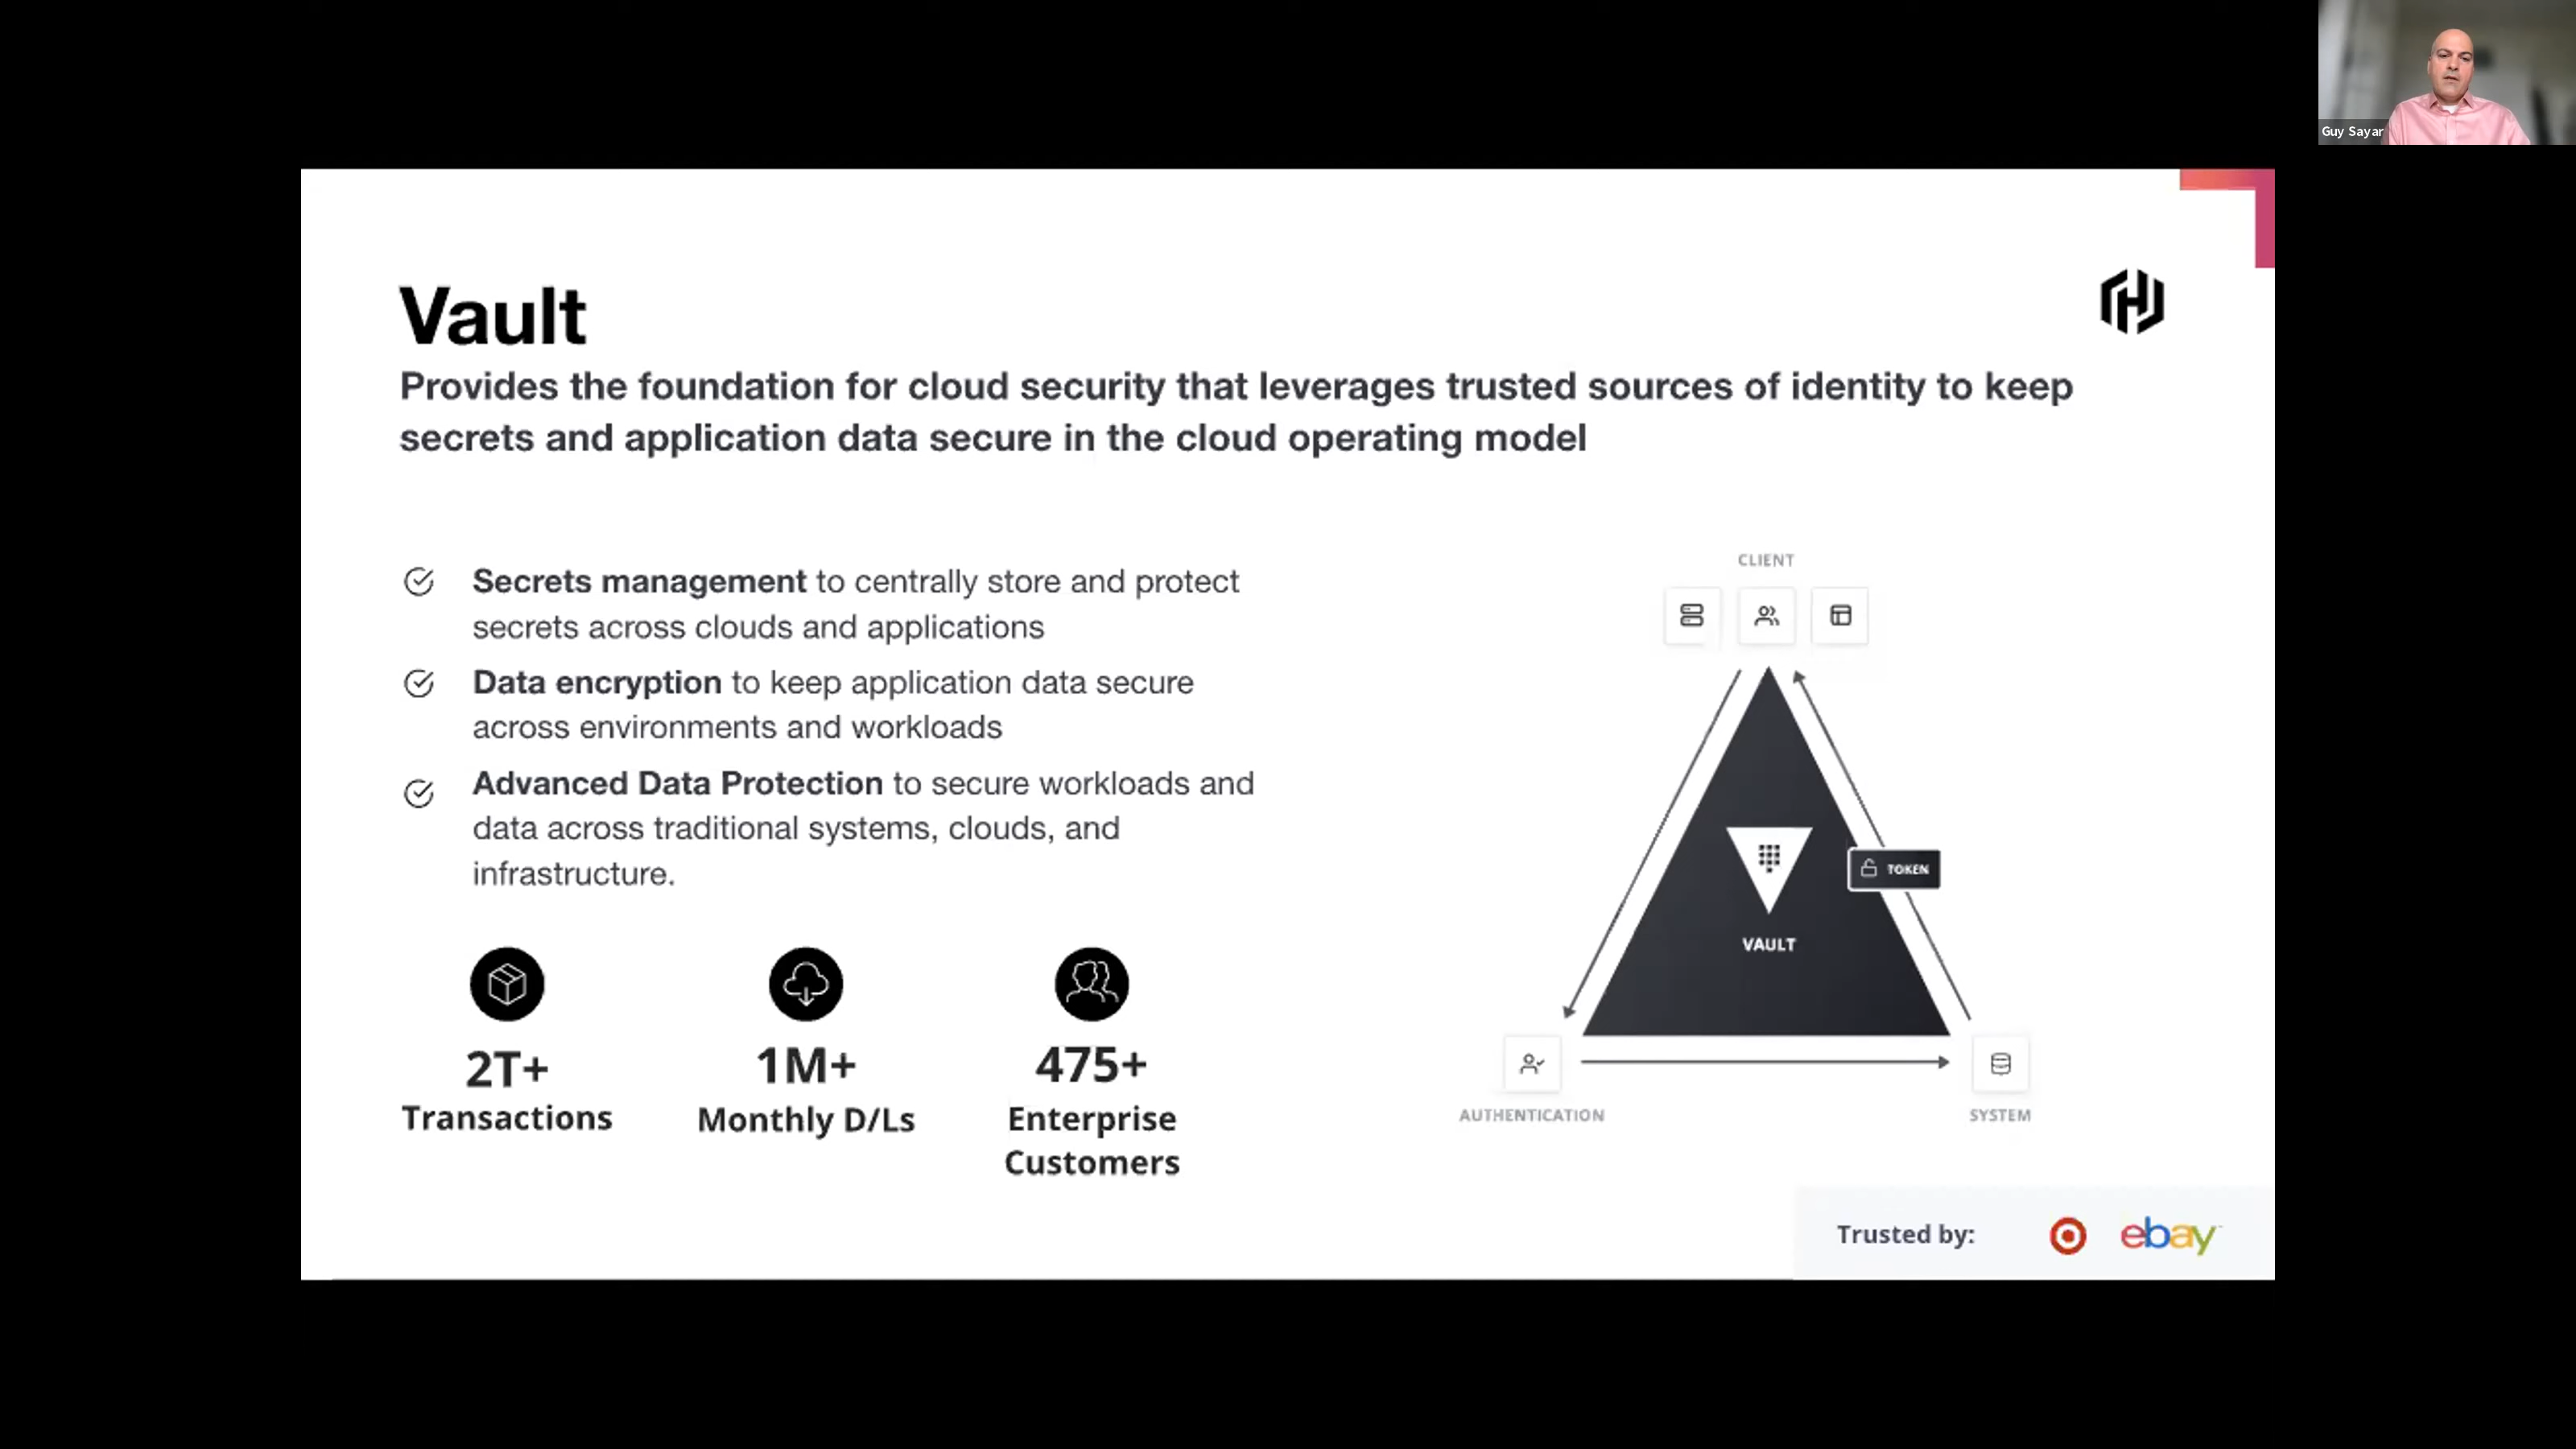 Guy Sayar
Vault
Provides the foundation for cloud security that leverages trusted sources of identity to keep
secrets and application data secure in the cloud operating model
Secrets management to centrally store and protect
secrets across clouds and applications
Data encryption to keep application data secure
across environments and workloads
Advanced Data Protection to secure workloads and
data across traditional systems, clouds, and
infrastructure.
2T+
Transactions
1M+
Monthly D/Ls
475+
Enterprise
Customers
CLIENT
TOKEN
VAULT
AUTHENTICATION
SYSTEM
Trusted by:
ebay